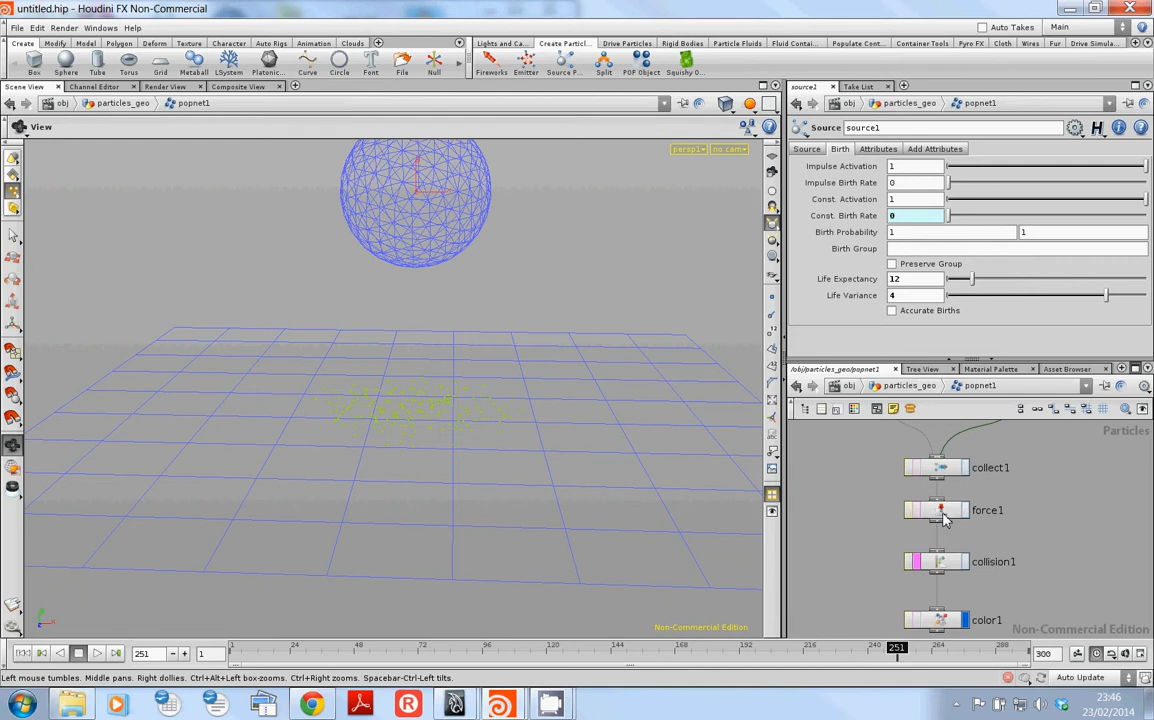 untitled.hip - Houdini FX Non-Commercial
File Edit Render Windows Help
Auto Takes Main
Create Modify Model Polygon Deform Texture Character Auto Rigs Animation Clouds
Lights and Ca... Create Particl... Drive Particles Rigid Bodies Particle Fluids Fluid Contai... Populate Cont... Container Tools Pyro FX Cloth Wires Fur Drive Simula...
Box Sphere Tube Torus Grid Metaball LSystem Platonic... Curve Circle Font File Null
Fireworks Emitter Source P... Split POP Object Squishy O...
Scene View Channel Editor Render View Composite View
source1 Take List
obj particles_geo popnet1
obj particles_geo popnet1
View
persp1 no cam
Source source1
Source Birth Attributes Add Attributes
Impulse Activation 1
Impulse Birth Rate 0
Const. Activation 1
Const. Birth Rate 0
Birth Probability 1 1
Birth Group
Preserve Group
Life Expectancy 12
Life Variance 4
Accurate Births
/obj/particles_geo/popnet1 Tree View Material Palette Asset Browser
obj particles_geo popnet1
Particles
collect1
force1
collision1
color1
Non-Commercial Edition
Non-Commercial Edition
251 1 1 24 48 72 96 120 144 168 192 216 251 264 288 300
Left mouse tumbles. Middle pans. Right dollies. Ctrl+Alt+Left box-zooms. Ctrl+Right zooms. Spacebar-Ctrl-Left tilts.
Auto Update
23:46
23/02/2014